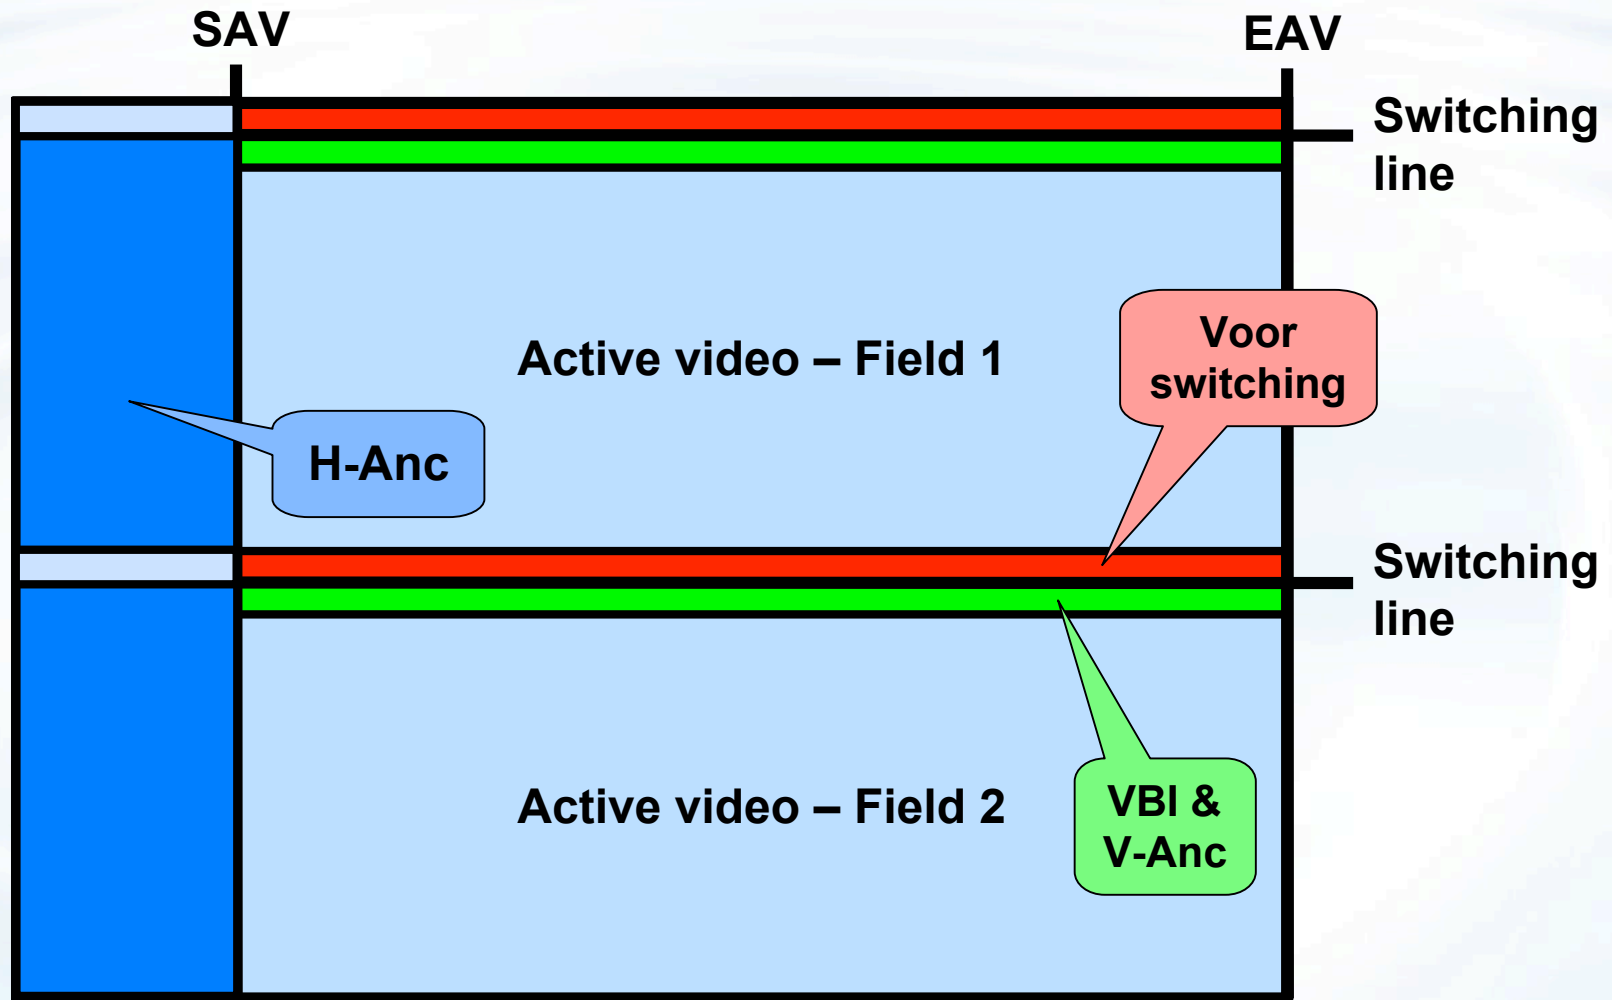 SAV
EAV
Switching
line
Active video – Field 1
Voor
switching
H-Anc
Switching
line
Active video – Field 2
VBI &
V-Anc